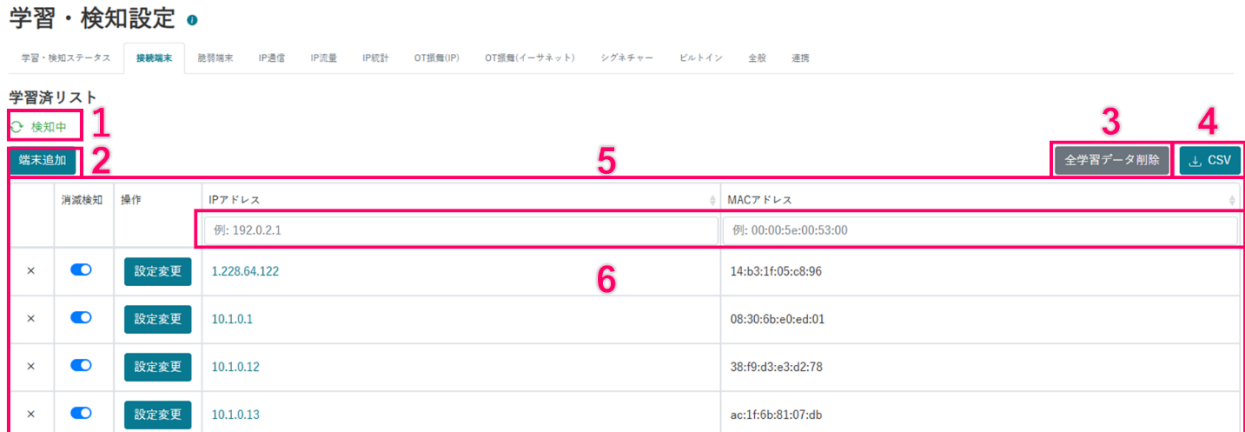 学習・検知設定
学習・検知ステータス 接続端末 脆弱端末 IP通信 IP流量 IP統計 OT振舞(IP) OT振舞(イーサネット) シグネチャー ビルトイン 全般 連携
学習済リスト
検知中 1
端末追加 2 5 3 全学習データ削除 4 CSV
消滅検知 操作 IPアドレス MACアドレス
例: 192.0.2.1 例: 00:00:5e:00:53:00
6
× 設定変更 1.228.64.122 14:b3:1f:05:c8:96
× 設定変更 10.1.0.1 08:30:6b:e0:ed:01
× 設定変更 10.1.0.12 38:f9:d3:e3:d2:78
× 設定変更 10.1.0.13 ac:1f:6b:81:07:db